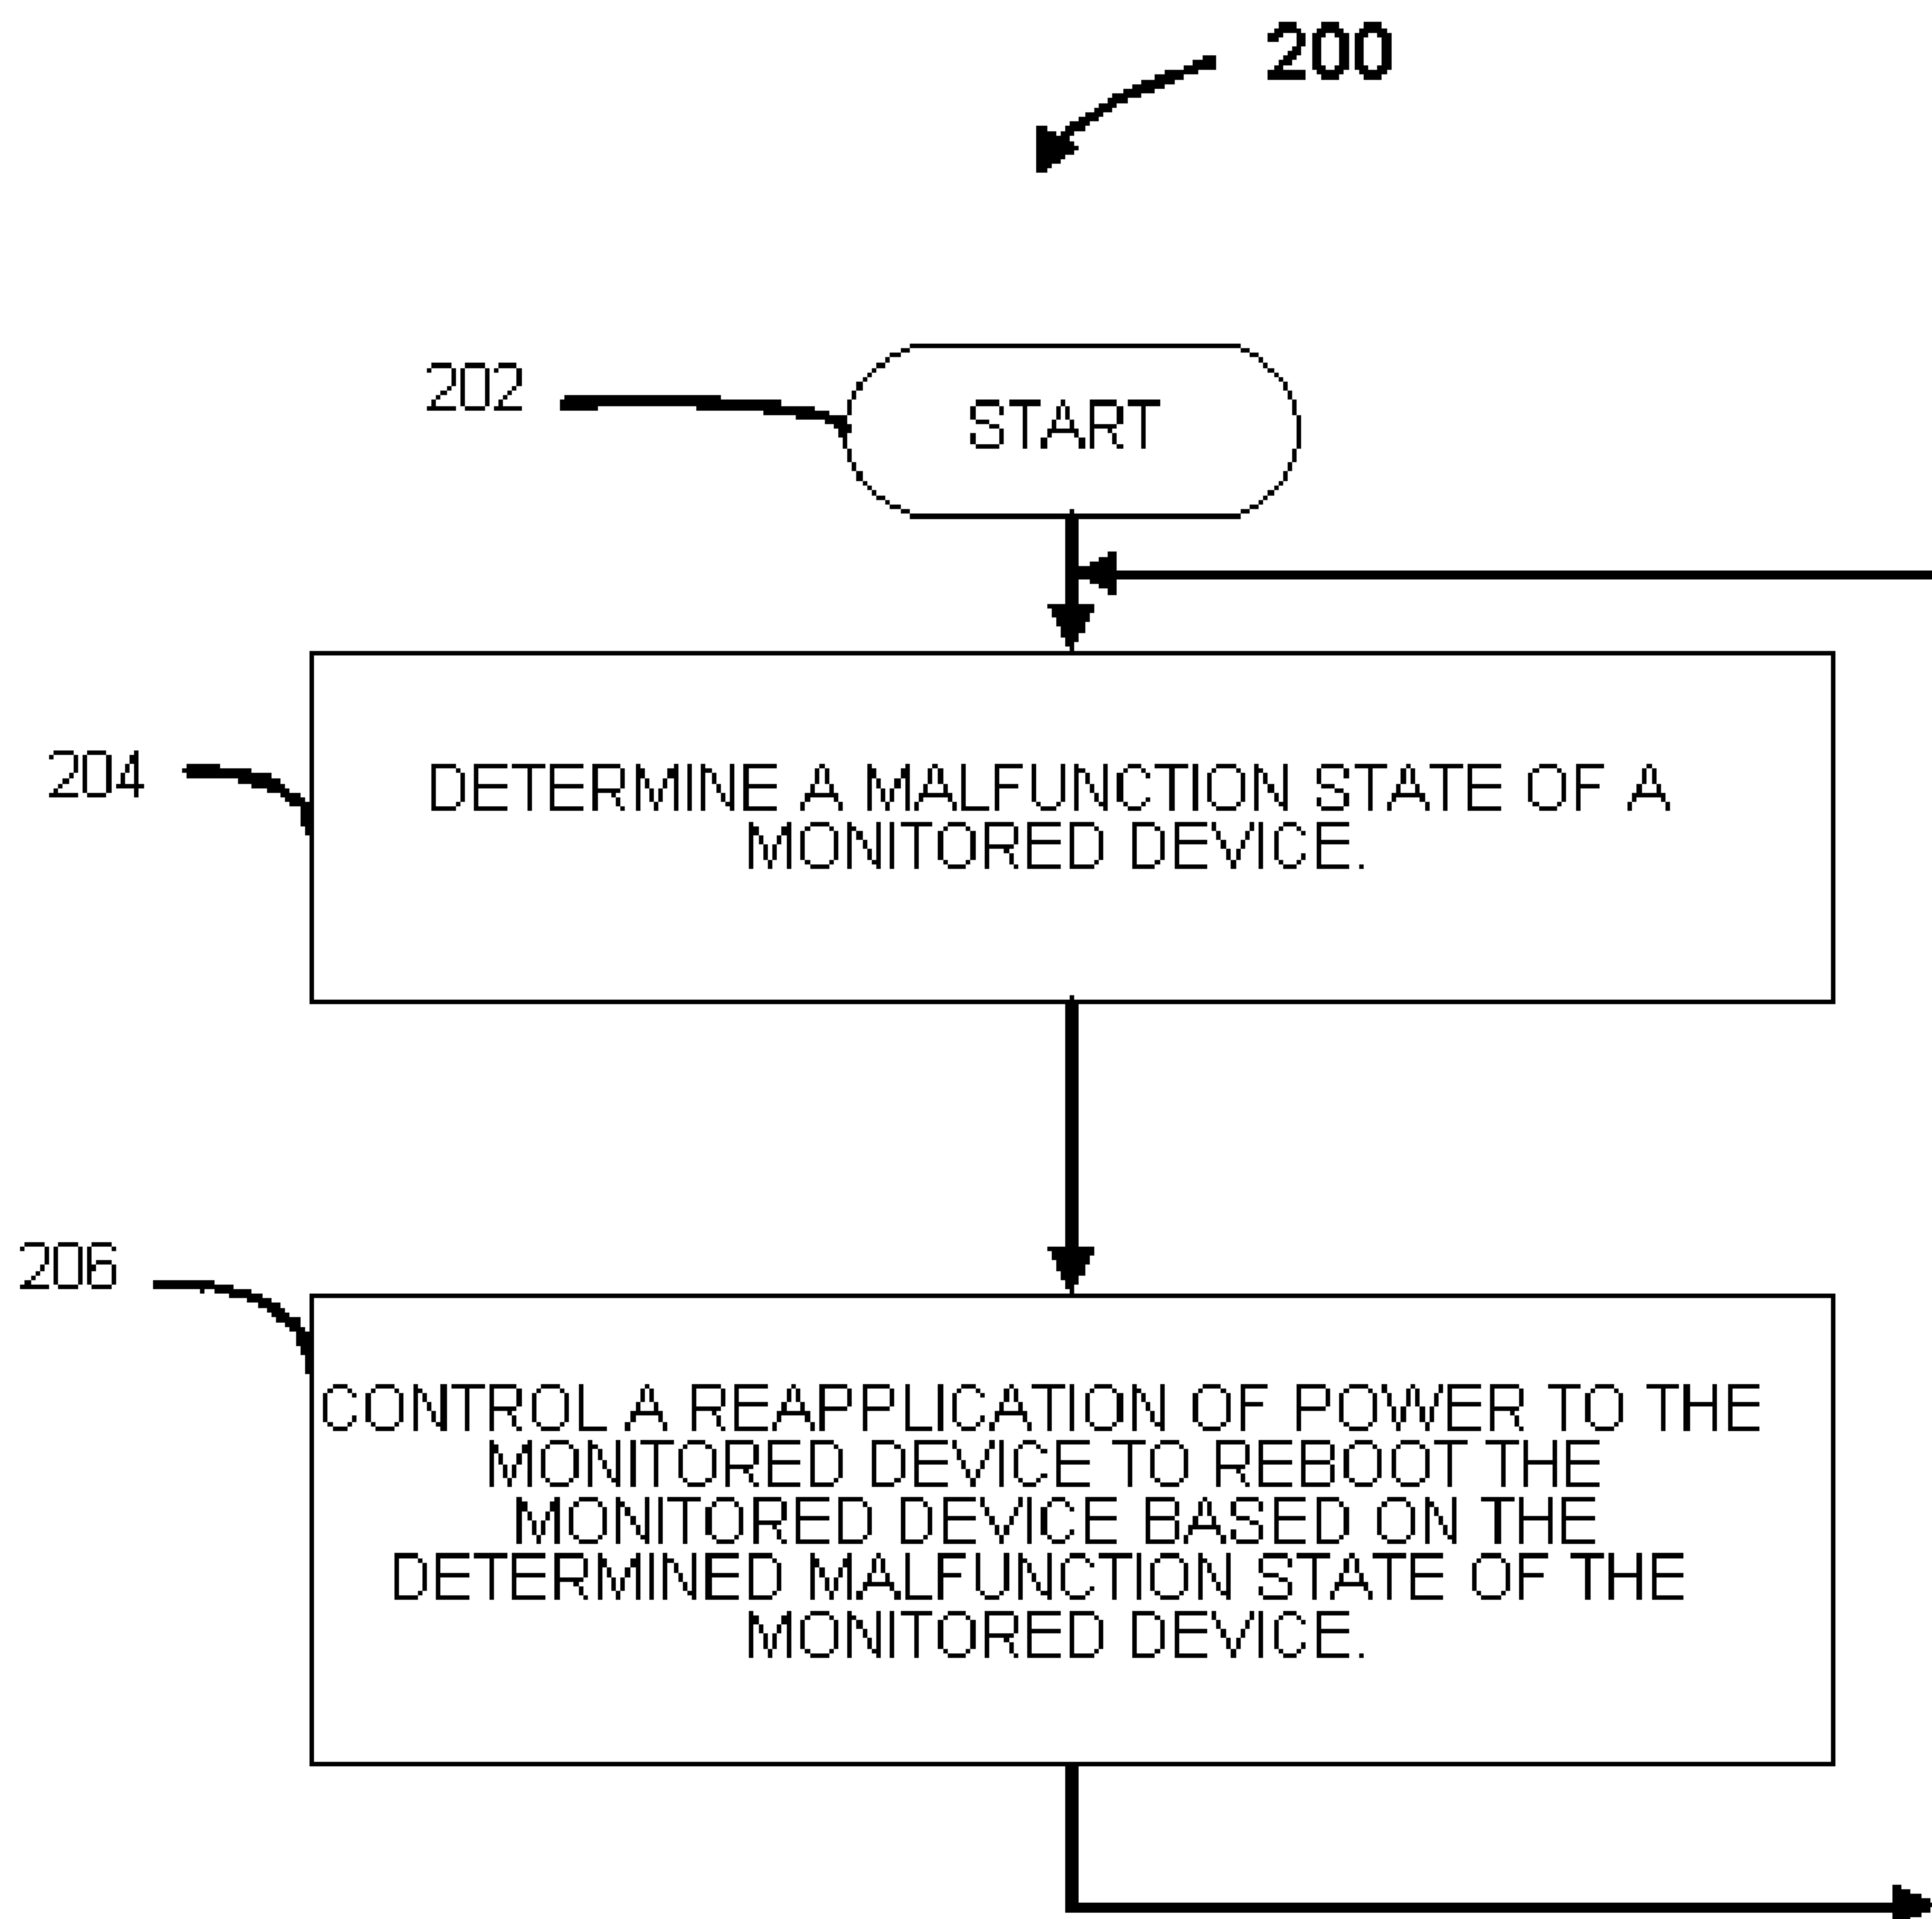 200
202
START
204
DETERMINE A MALFUNCTION STATE OF A
MONITORED DEVICE.
206
CONTROL A REAPPLICATION OF POWER TO THE
MONITORED DEVICE TO REBOOT THE
MONITORED DEVICE BASED ON THE
DETERMINED MALFUNCTION STATE OF THE
MONITORED DEVICE.